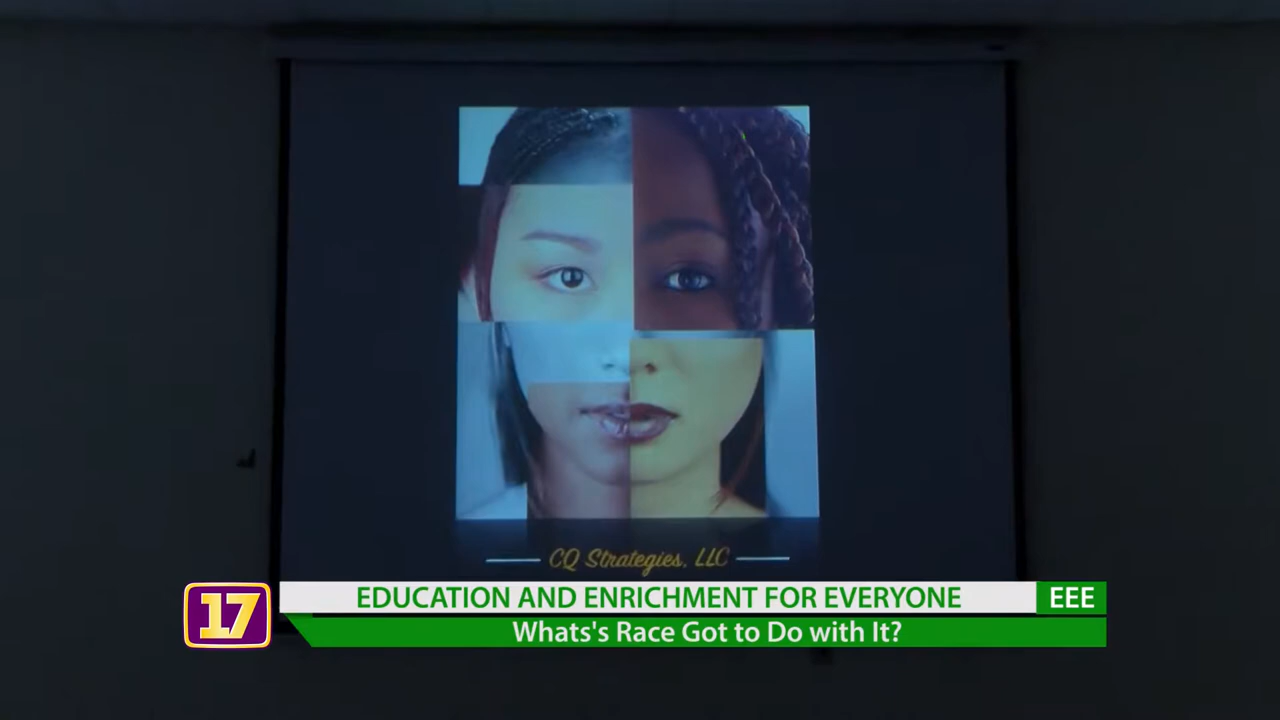 CQ Strategies, LLC
17
EDUCATION AND ENRICHMENT FOR EVERYONE
EEE
Whats's Race Got to Do with It?